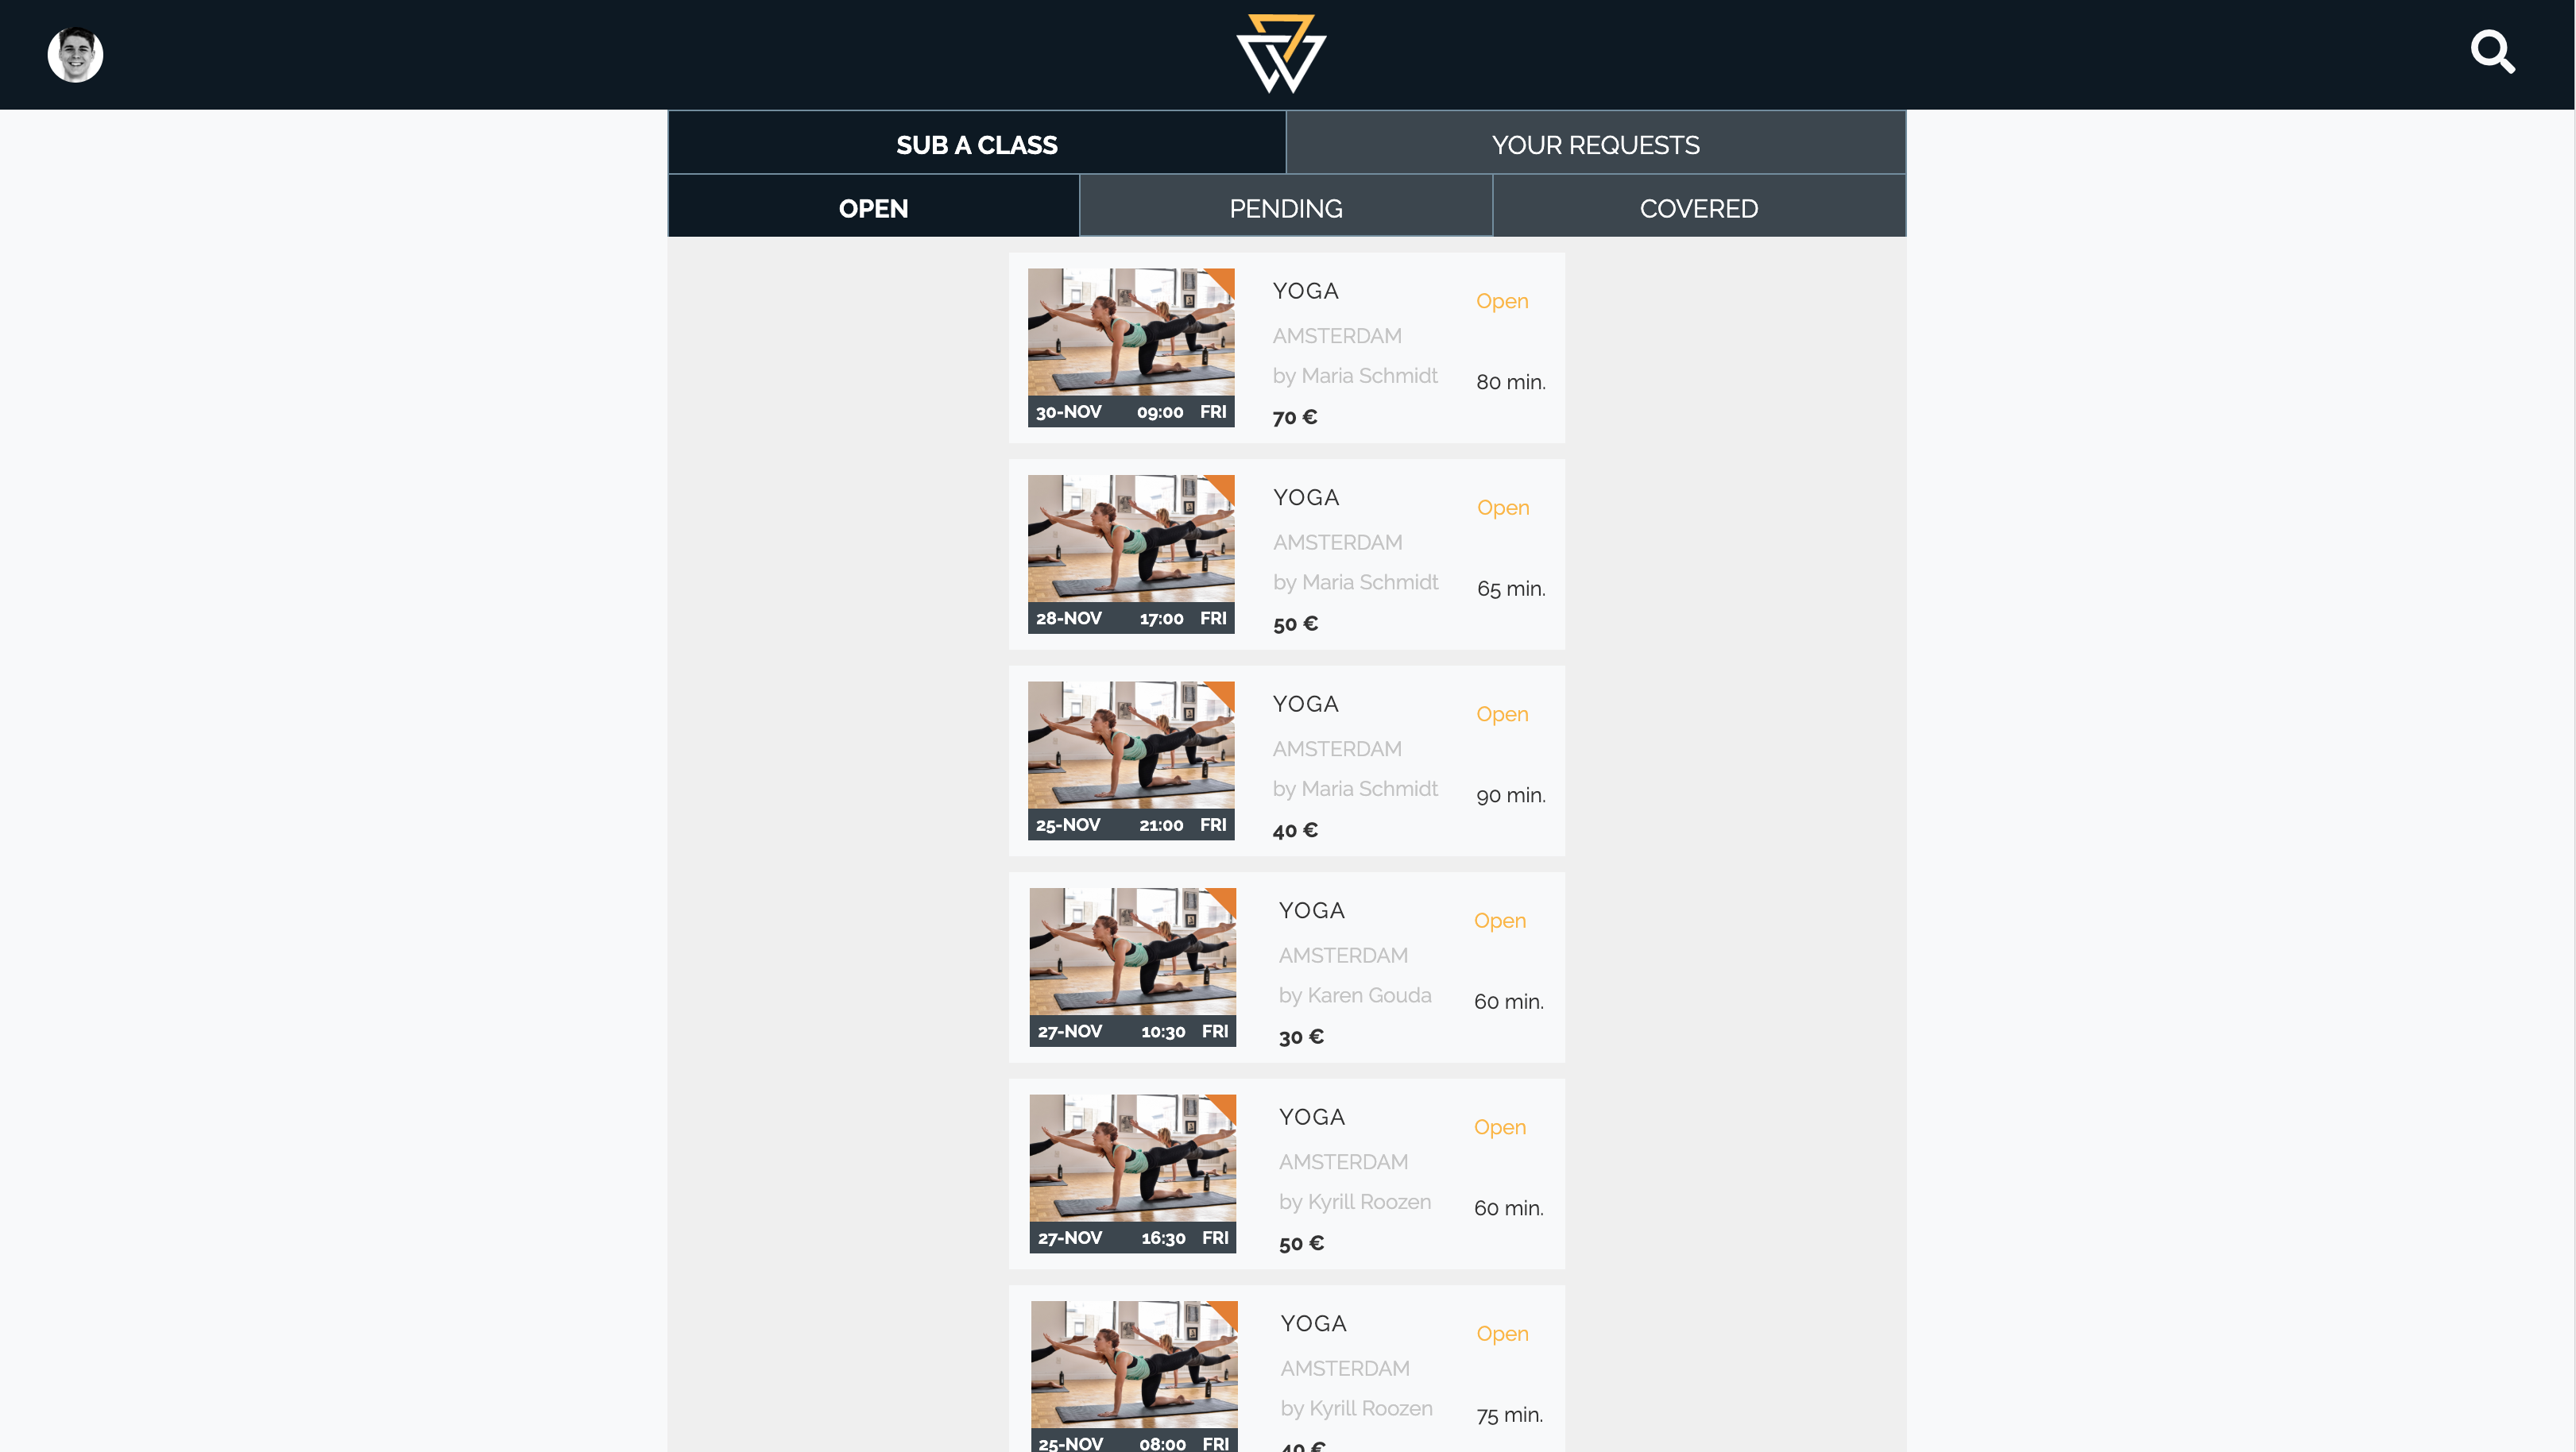 SUB A CLASS
YOUR REQUESTS
OPEN
PENDING
COVERED
YOGA
Open
AMSTERDAM
by Maria Schmidt
80 min.
30-NOV 09:00 FRI
70 €
YOGA
Open
AMSTERDAM
by Maria Schmidt
65 min.
28-NOV 17:00 FRI
50 €
YOGA
Open
AMSTERDAM
by Maria Schmidt
90 min.
25-NOV 21:00 FRI
40 €
YOGA
Open
AMSTERDAM
by Karen Gouda
60 min.
27-NOV 10:30 FRI
30 €
YOGA
Open
AMSTERDAM
by Kyrill Roozen
60 min.
27-NOV 16:30 FRI
50 €
YOGA
Open
AMSTERDAM
by Kyrill Roozen
75 min.
25-NOV 08:00 FRI
40 €